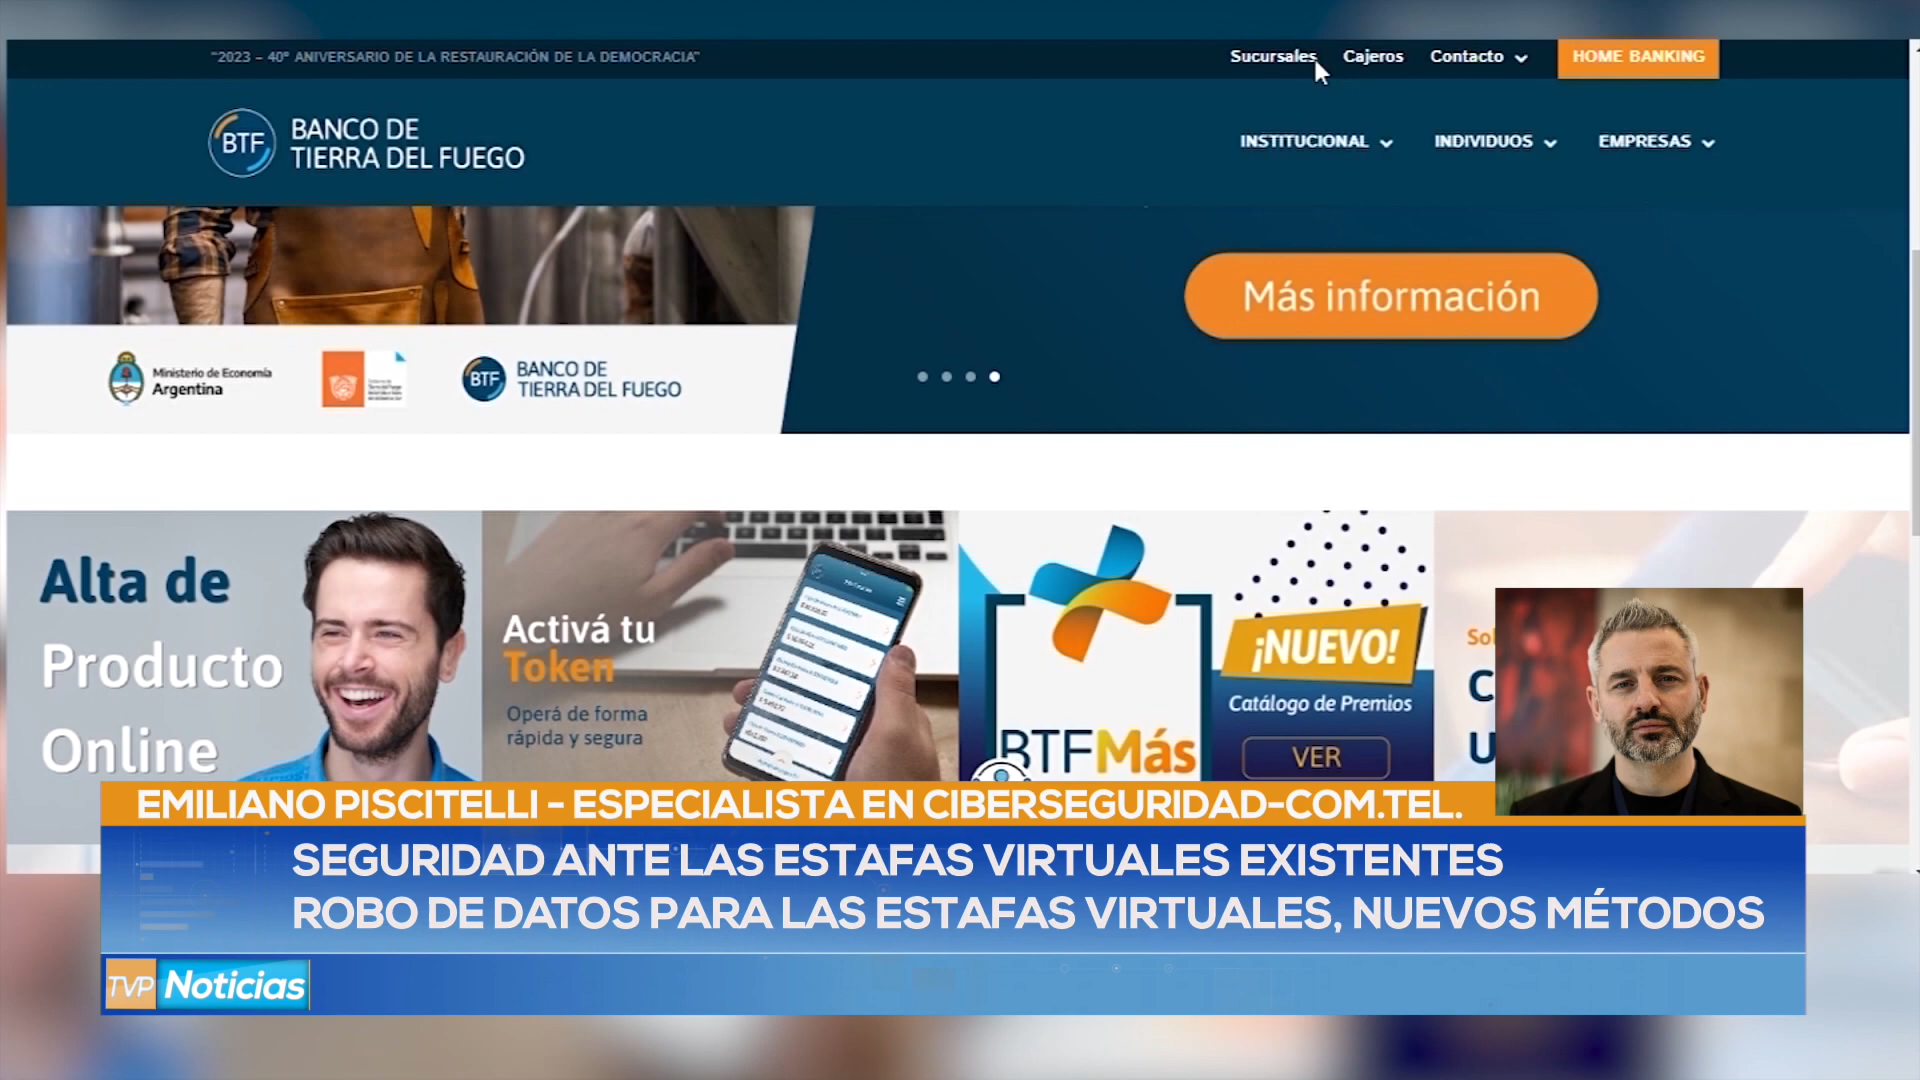 "2023 – 40º ANIVERSARIO DE LA RESTAURACIÓN DE LA DEMOCRACIA"
Sucursales
Cajeros
Contacto
HOME BANKING
BTF
BANCO DE
TIERRA DEL FUEGO
INSTITUCIONAL
INDIVIDUOS
EMPRESAS
Más información
Ministerio de Economía
Argentina
BTF
BANCO DE
TIERRA DEL FUEGO
Alta de
Producto
Online
Activá tu
Token
Operá de forma
rápida y segura
¡NUEVO!
Catálogo de Premios
VER
BTFMás
EMILIANO PISCITELLI - ESPECIALISTA EN CIBERSEGURIDAD-COM.TEL.
SEGURIDAD ANTE LAS ESTAFAS VIRTUALES EXISTENTES
ROBO DE DATOS PARA LAS ESTAFAS VIRTUALES, NUEVOS MÉTODOS
TVP Noticias